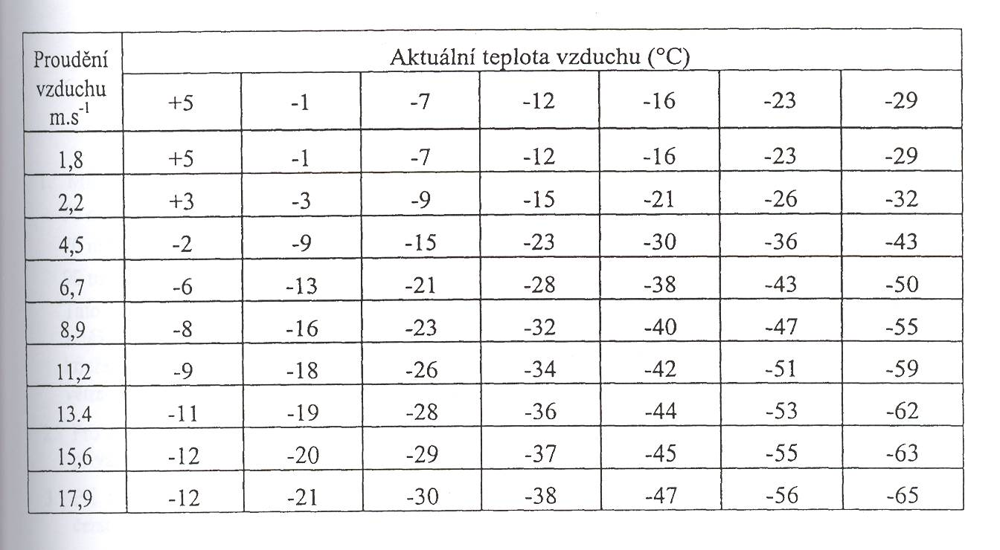 Proudění
vzduchu
m.s-1
Aktuální teplota vzduchu (°C)
+5 -1 -7 -12 -16 -23 -29
1,8 +5 -1 -7 -12 -16 -23 -29
2,2 +3 -3 -9 -15 -21 -26 -32
4,5 -2 -9 -15 -23 -30 -36 -43
6,7 -6 -13 -21 -28 -38 -43 -50
8,9 -8 -16 -23 -32 -40 -47 -55
11,2 -9 -18 -26 -34 -42 -51 -59
13.4 -11 -19 -28 -36 -44 -53 -62
15,6 -12 -20 -29 -37 -45 -55 -63
17,9 -12 -21 -30 -38 -47 -56 -65